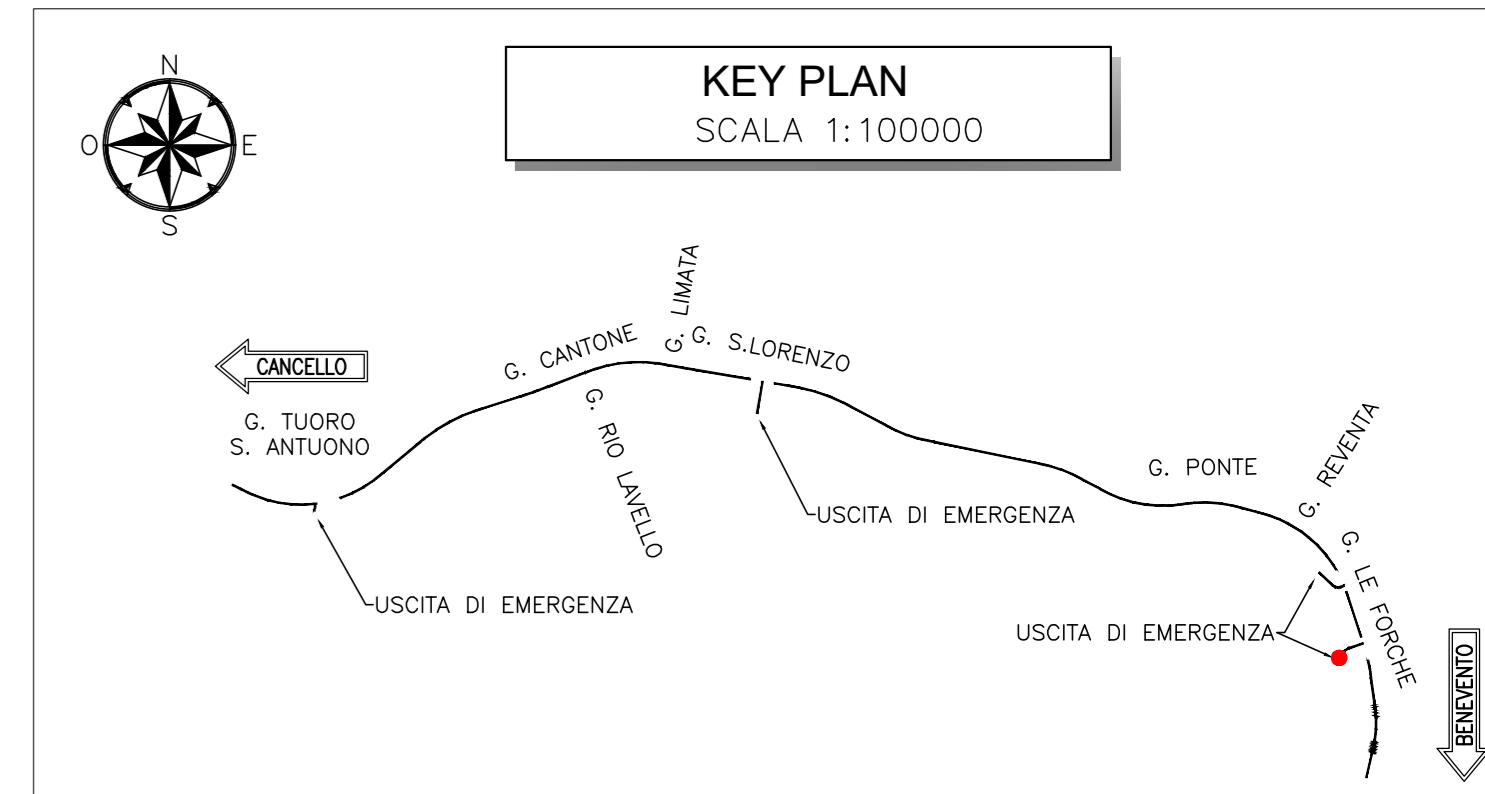 N
O
E
S
KEY PLAN
SCALA 1:100000
CANCELLO
G. TUORO
S. ANTUONO
G. CANTONE
G. RIO LAVELLO
G. LIMATA
G. S.LORENZO
USCITA DI EMERGENZA
USCITA DI EMERGENZA
G. PONTE
G. REVENTA
G. LE FORCHE
USCITA DI EMERGENZA
BENEVENTO